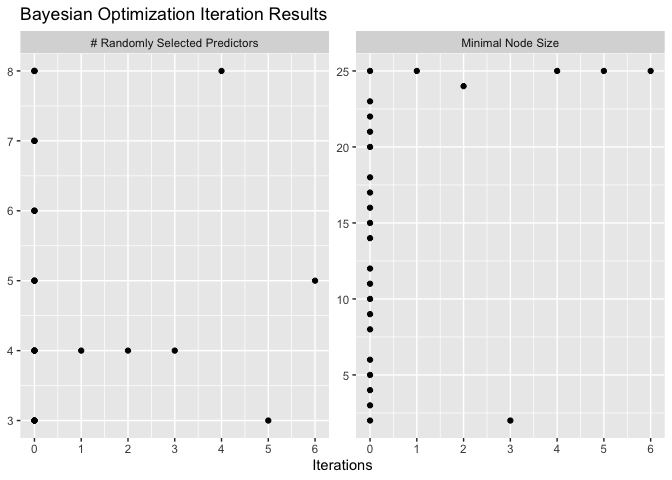 Bayesian Optimization Iteration Results
# Randomly Selected Predictors
Minimal Node Size
8
7
6
5
4
3
25
20
15
10
5
0 1 2 3 4 5 6
0 1 2 3 4 5 6
Iterations